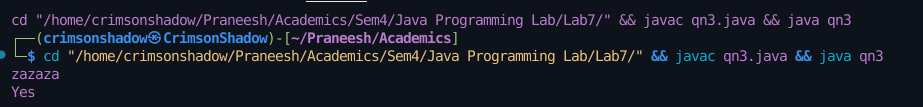 cd "/home/crimsonshadow/Praneesh/Academics/Sem4/Java Programming Lab/Lab7/" && javac qn3.java && java qn3
┌──(crimsonshadow㉿CrimsonShadow)-[~/Praneesh/Academics]
└─$ cd "/home/crimsonshadow/Praneesh/Academics/Sem4/Java Programming Lab/Lab7/" && javac qn3.java && java qn3
zazaza
Yes